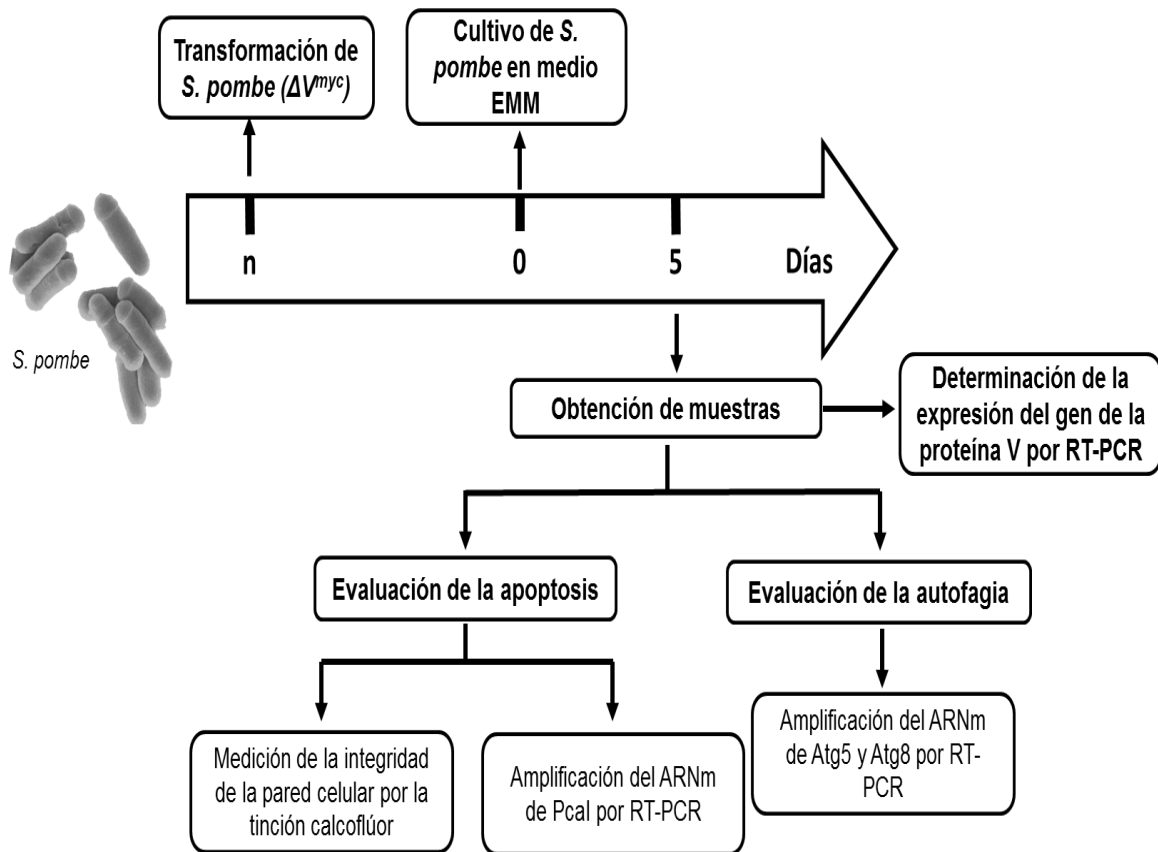 Transformación de
S. pombe (ΔV^myc)
Cultivo de S.
pombe en medio
EMM
n
0
5
Días
S. pombe
Obtención de muestras
Determinación de la
expresión del gen de la
proteína V por RT-PCR
Evaluación de la apoptosis
Evaluación de la autofagia
Medición de la integridad
de la pared celular por la
tinción calcoflúor
Amplificación del ARNm
de PcaI por RT-PCR
Amplificación del ARNm
de Atg5 y Atg8 por RT-
PCR